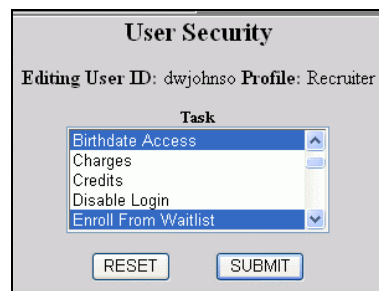 User Security
Editing User ID: dwjohnso Profile: Recruiter
Task
Birthdate Access
Charges
Credits
Disable Login
Enroll From Waitlist
RESET SUBMIT